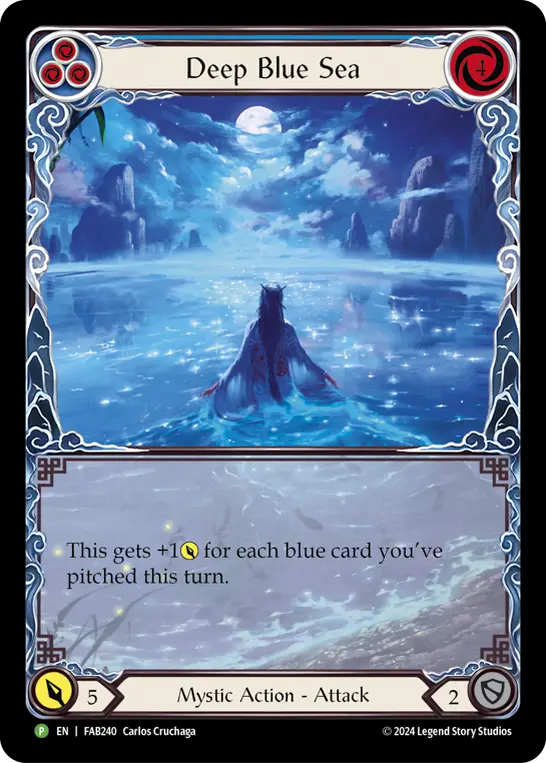 Deep Blue Sea
4
This gets +1 for each blue card you've
pitched this turn.
5
Mystic Action - Attack
2
P EN | FAB240 Carlos Cruchaga
© 2024 Legend Story Studios